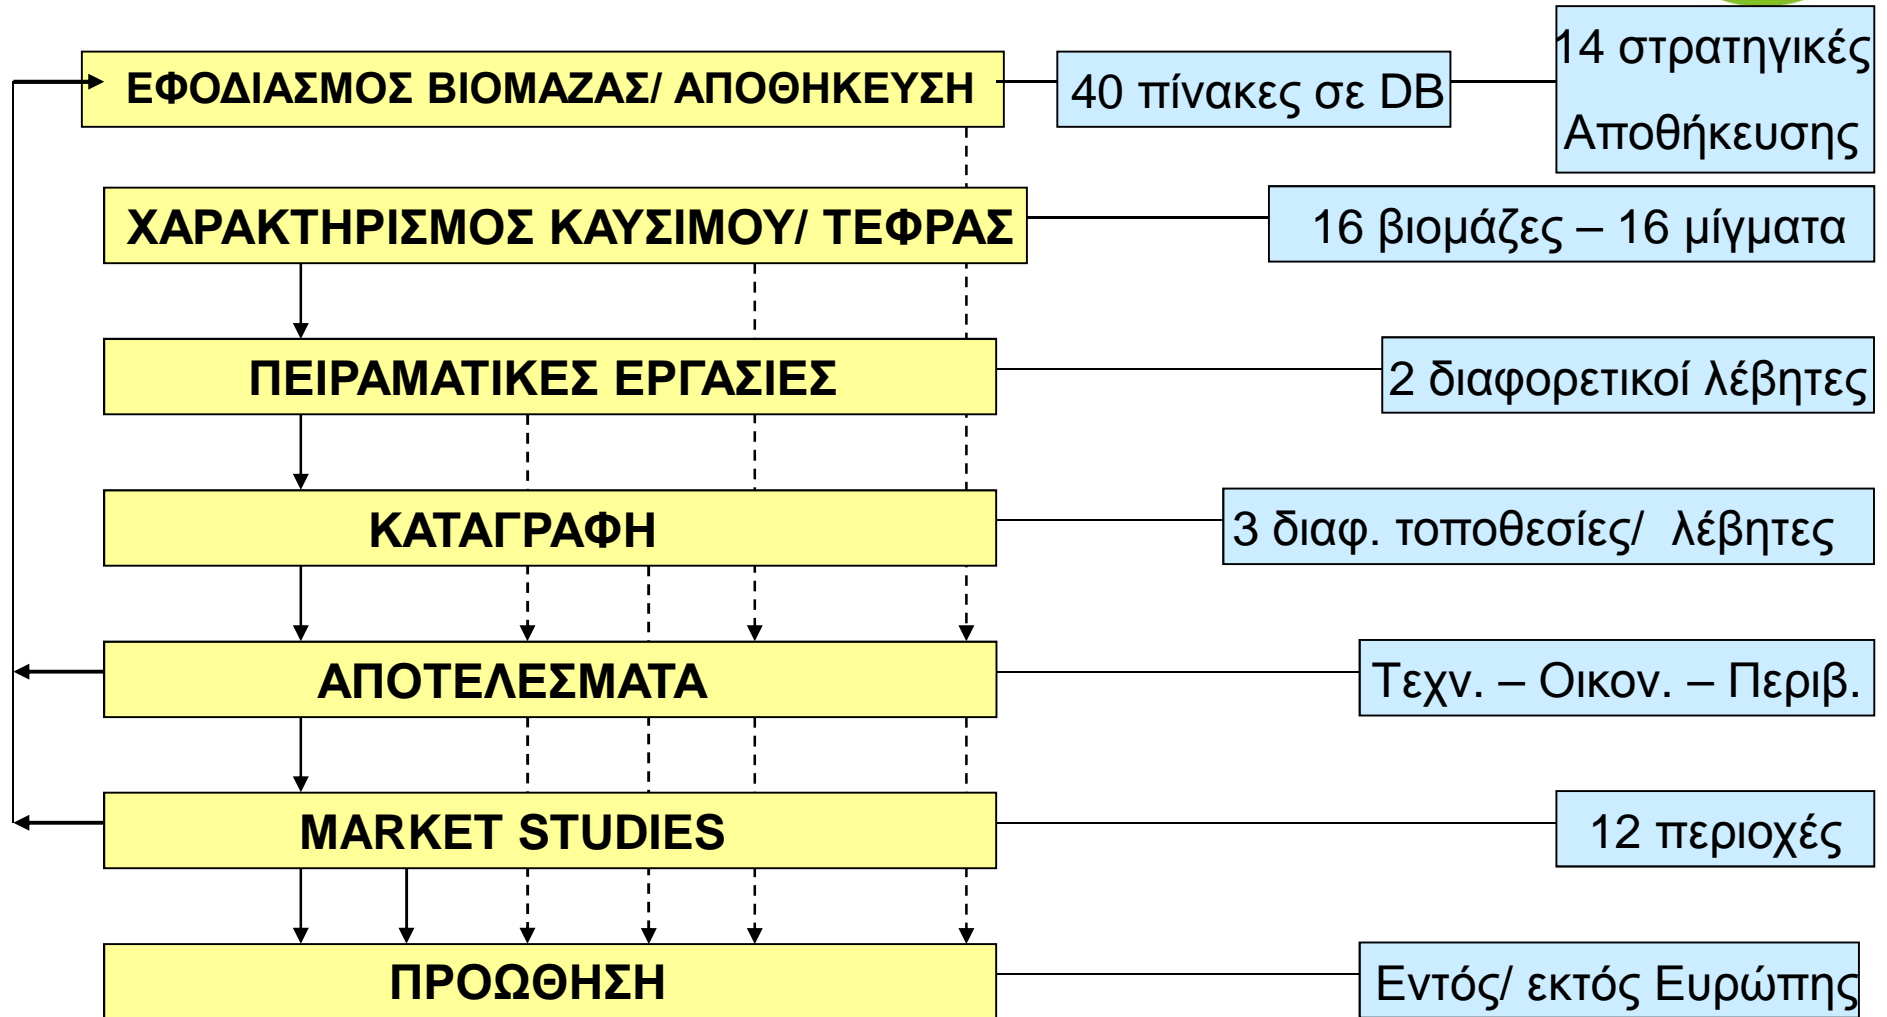 ΕΦΟΔΙΑΣΜΟΣ ΒΙΟΜΑΖΑΣ/ ΑΠΟΘΗΚΕΥΣΗ
40 πίνακες σε DB
14 στρατηγικές
Αποθήκευσης
ΧΑΡΑΚΤΗΡΙΣΜΟΣ ΚΑΥΣΙΜΟΥ/ ΤΕΦΡΑΣ
16 βιομάζες – 16 μίγματα
ΠΕΙΡΑΜΑΤΙΚΕΣ ΕΡΓΑΣΙΕΣ
2 διαφορετικοί λέβητες
ΚΑΤΑΓΡΑΦΗ
3 διαφ. τοποθεσίες/ λέβητες
ΑΠΟΤΕΛΕΣΜΑΤΑ
Τεχν. – Οικον. – Περιβ.
MARKET STUDIES
12 περιοχές
ΠΡΟΩΘΗΣΗ
Εντός/ εκτός Ευρώπης